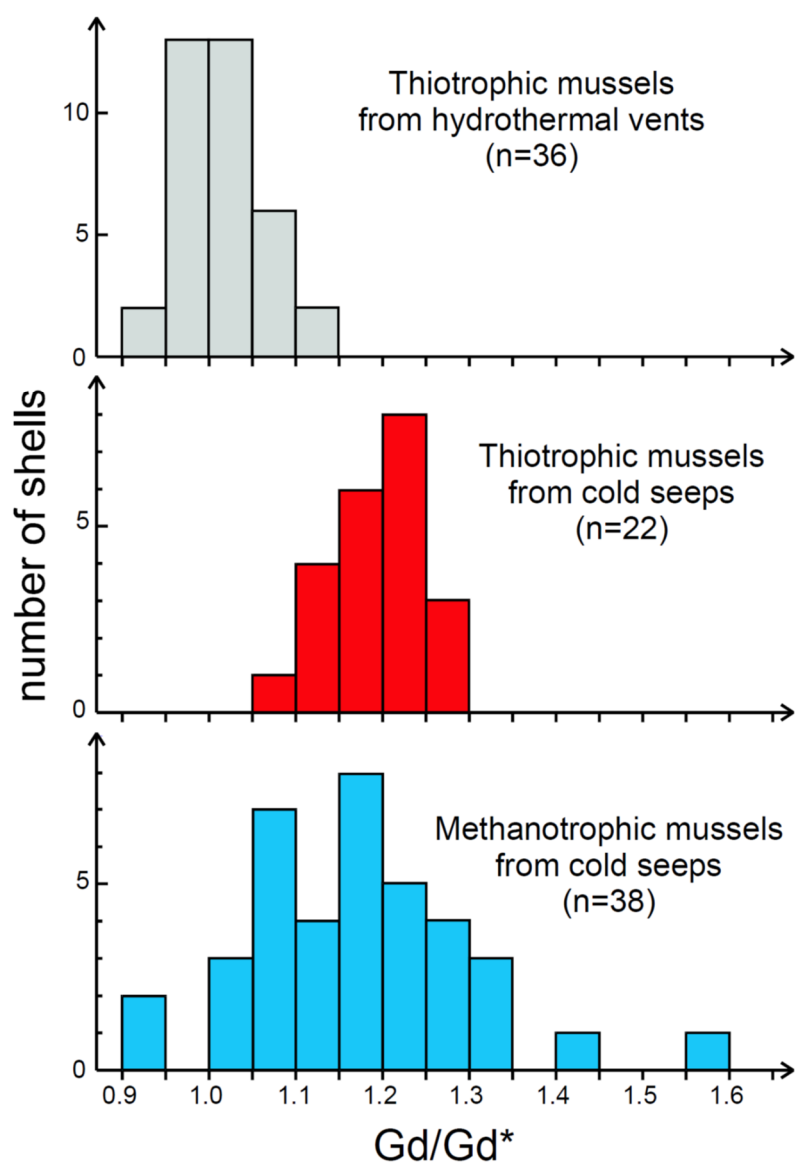 10
5
0
Thiotrophic mussels
from hydrothermal vents
(n=36)
number of shells
5
0
Thiotrophic mussels
from cold seeps
(n=22)
5
0
Methanotrophic mussels
from cold seeps
(n=38)
0.9 1.0 1.1 1.2 1.3 1.4 1.5 1.6
Gd/Gd*